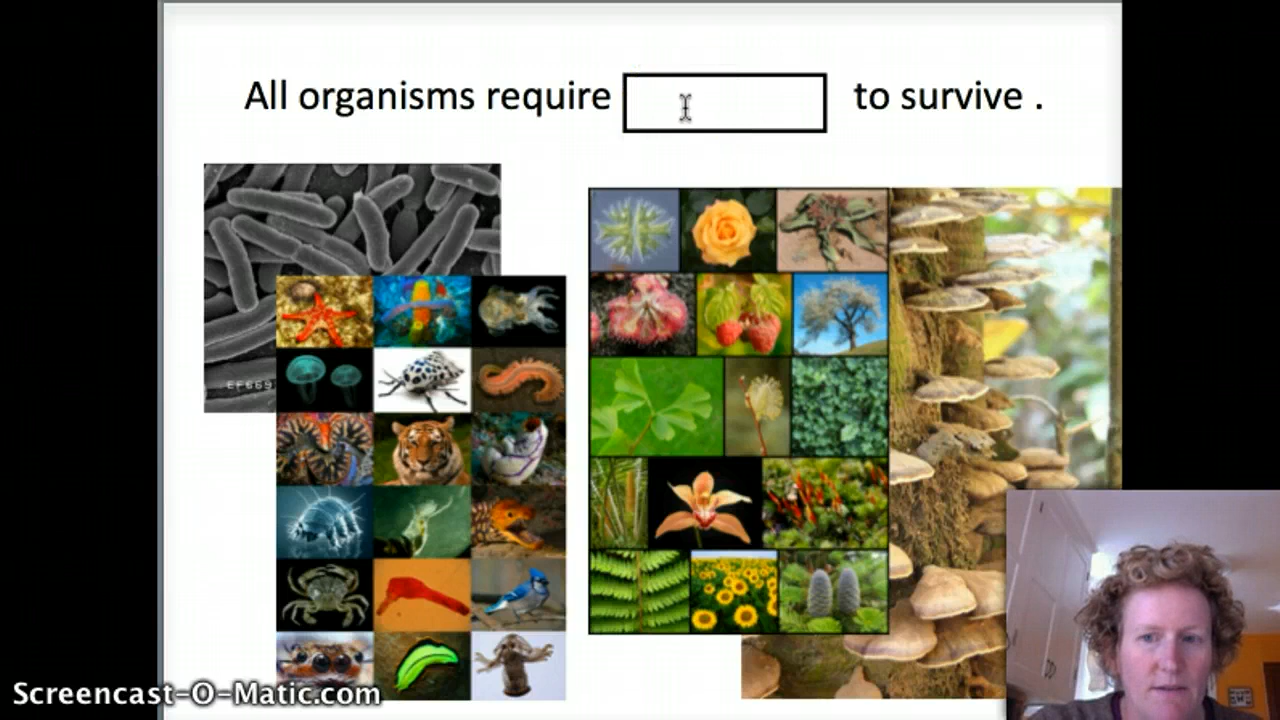 All organisms require to survive .
EF669
Screencast-O-Matic.com